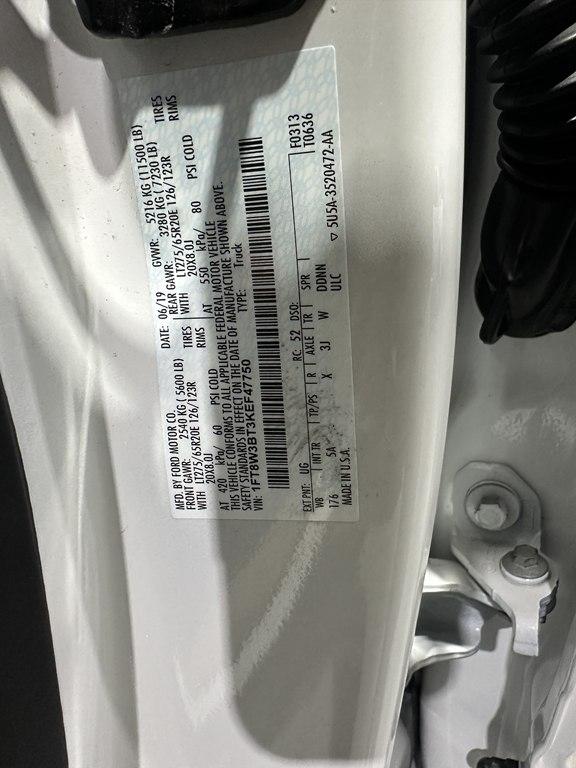 MFD. BY FORD MOTOR CO.
DATE: 06/19 GVWR: 5216 KG (11500 LB)
FRONT GAWR: 2540 KG (5600 LB)
REAR GAWR: 3280 KG (7230 LB)
WITH LT275/65R20E 126/123R TIRES
20X8.0J RIMS
AT 420 kPa/ 60 PSI COLD
WITH LT275/65R20E 126/123R TIRES
20X8.0J RIMS
AT 550 kPa/ 80 PSI COLD
THIS VEHICLE CONFORMS TO ALL APPLICABLE FEDERAL MOTOR VEHICLE
SAFETY STANDARDS IN EFFECT ON THE DATE OF MANUFACTURE SHOWN ABOVE.
VIN: 1FT8W3BT3KEF47750
TYPE: Truck
F0313
T0636
EXT PNT: UG RC: 52 DSO:
WB INT TR TP/PS R AXLE TR SPR
176 5A X 3J W DDNN
ULC
MADE IN U.S.A.
▽ 5U5A-3520472-AA